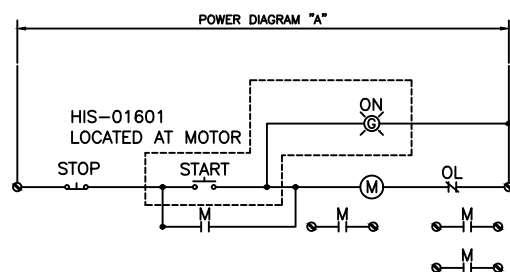 POWER DIAGRAM "A"
HIS-01601
LOCATED AT MOTOR
ON
G
STOP
START
M
OL
M
M
M
M